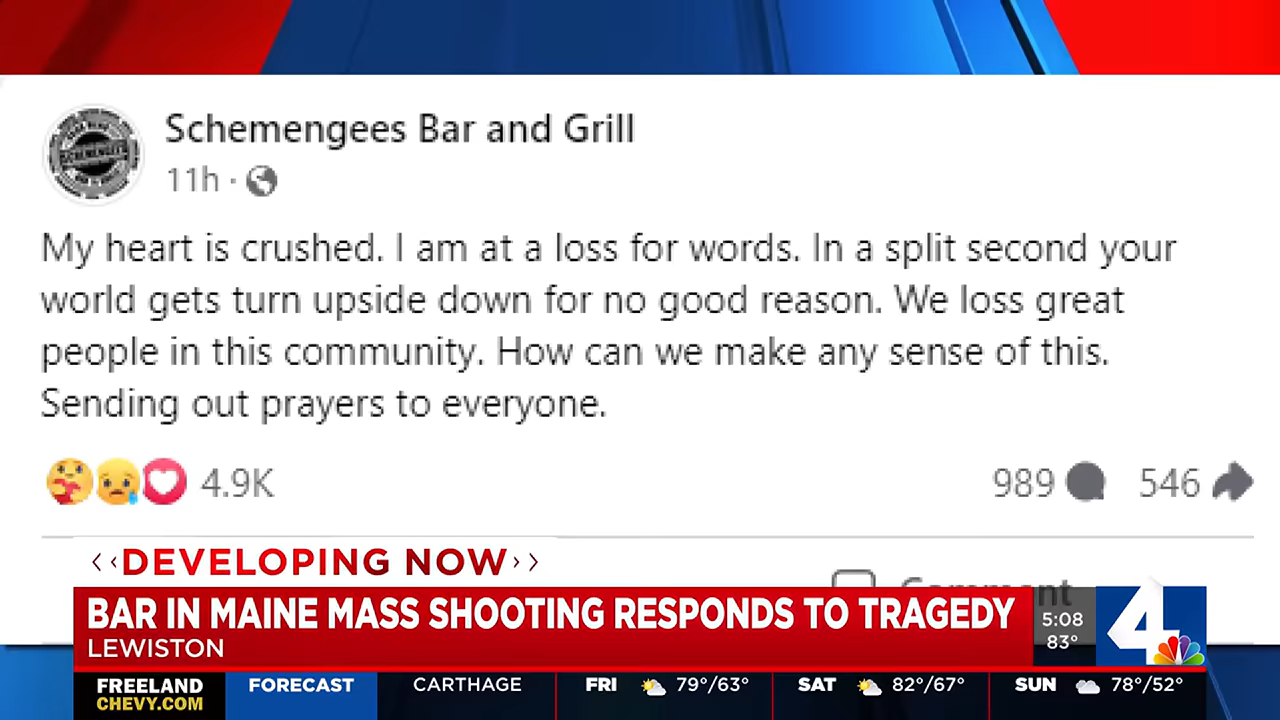 Schemengees Bar and Grill
11h ·
My heart is crushed. I am at a loss for words. In a split second your
world gets turn upside down for no good reason. We loss great
people in this community. How can we make any sense of this.
Sending out prayers to everyone.
4.9K 989 546
‹‹DEVELOPING NOW››
Comment
BAR IN MAINE MASS SHOOTING RESPONDS TO TRAGEDY
LEWISTON
5:08
83°
4
FREELAND
CHEVY.COM
FORECAST CARTHAGE FRI 79°/63° SAT 82°/67° SUN 78°/52°